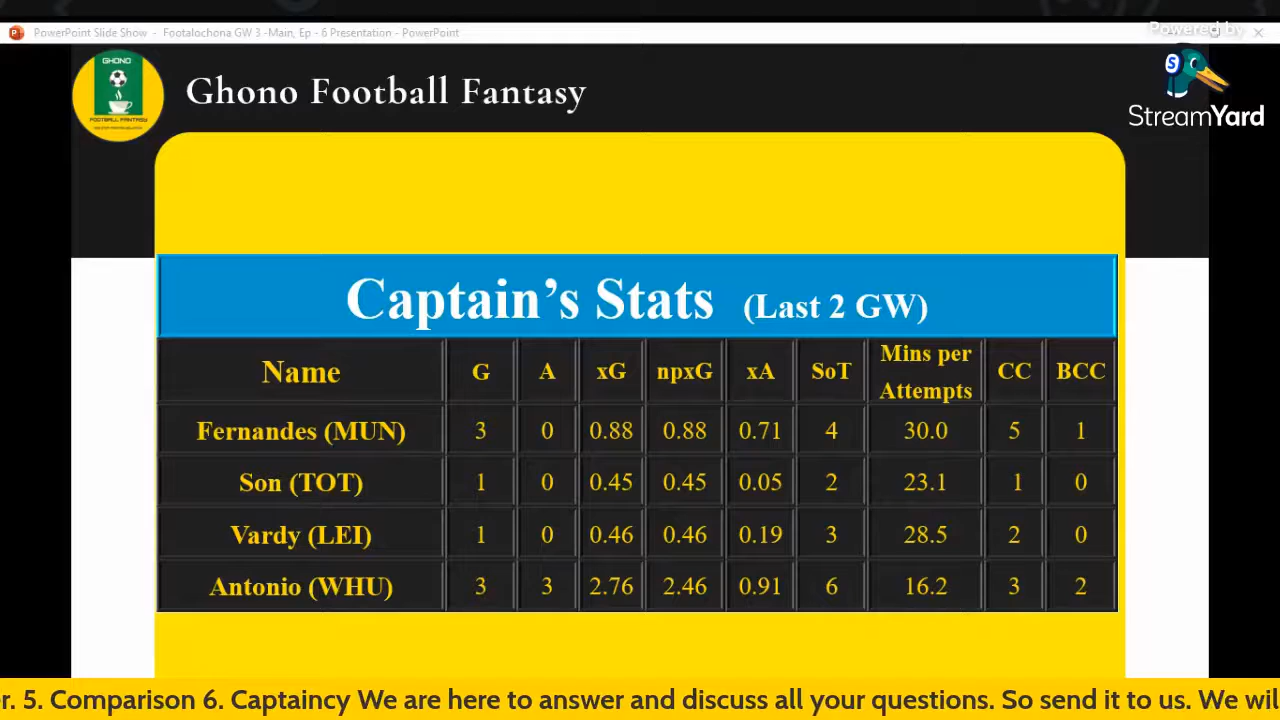 PowerPoint Slide Show - Footalochona GW 3 -Main, Ep - 6 Presentation - PowerPoint
Powered by
StreamYard
GHONO
FOOTBALL FANTASY
Ghono Football Fantasy
Captain’s Stats (Last 2 GW)
Name G A xG npxG xA SoT Mins per Attempts CC BCC
Fernandes (MUN) 3 0 0.88 0.88 0.71 4 30.0 5 1
Son (TOT) 1 0 0.45 0.45 0.05 2 23.1 1 0
Vardy (LEI) 1 0 0.46 0.46 0.19 3 28.5 2 0
Antonio (WHU) 3 3 2.76 2.46 0.91 6 16.2 3 2
r. 5. Comparison 6. Captaincy We are here to answer and discuss all your questions. So send it to us. We wil